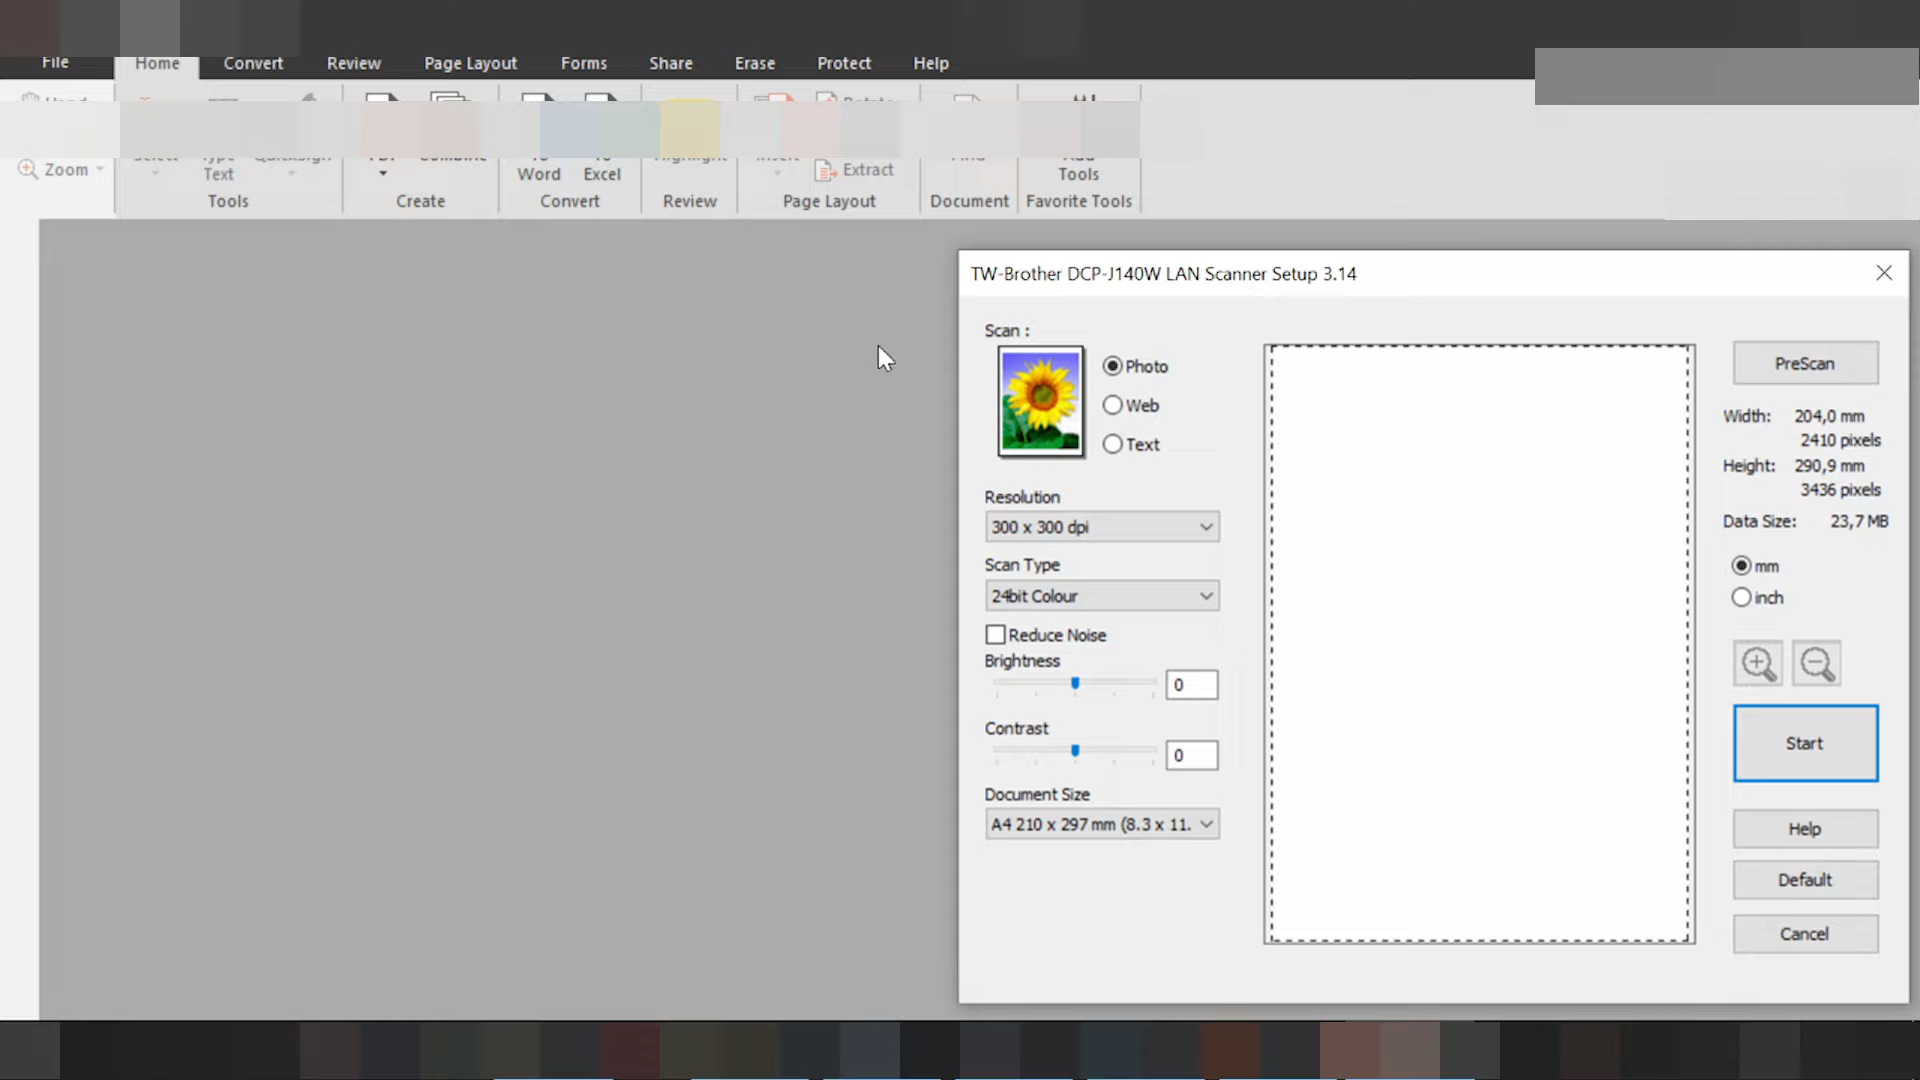 File Home Convert Review Page Layout Forms Share Erase Protect Help
Zoom
Text
Word
Excel
Extract
Tools
Tools
Create
Convert
Review
Page Layout
Document
Favorite Tools
TW-Brother DCP-J140W LAN Scanner Setup 3.14
Scan :
Photo
Web
Text
Resolution
300 x 300 dpi
Scan Type
24bit Colour
Reduce Noise
Brightness
0
Contrast
0
Document Size
A4 210 x 297 mm (8.3 x 11.
PreScan
Width: 204,0 mm
2410 pixels
Height: 290,9 mm
3436 pixels
Data Size: 23,7 MB
mm
inch
Start
Help
Default
Cancel